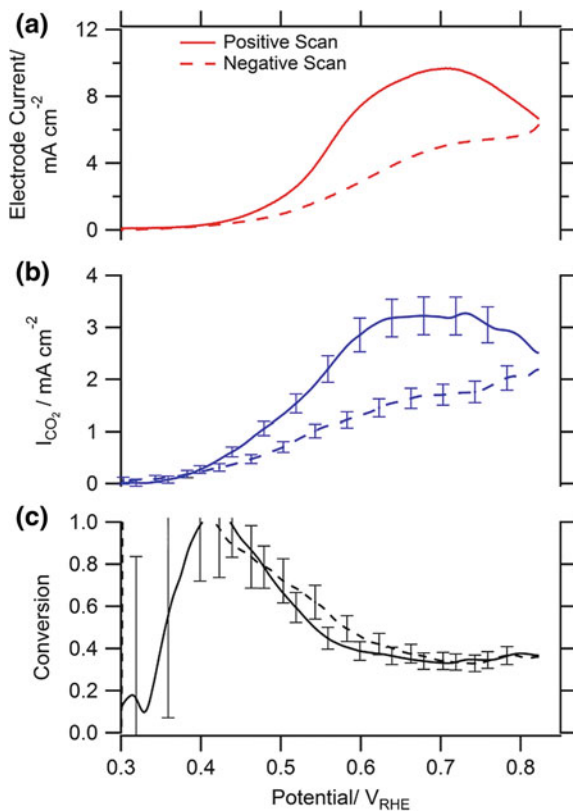 (a)
12
8
4
0
Electrode Current/
mA cm⁻²
Positive Scan
Negative Scan
(b)
4
3
2
1
0
I_CO₂ / mA cm⁻²
(c)
1.0
0.8
0.6
0.4
0.2
0.0
Conversion
0.3 0.4 0.5 0.6 0.7 0.8
Potential/ V_RHE